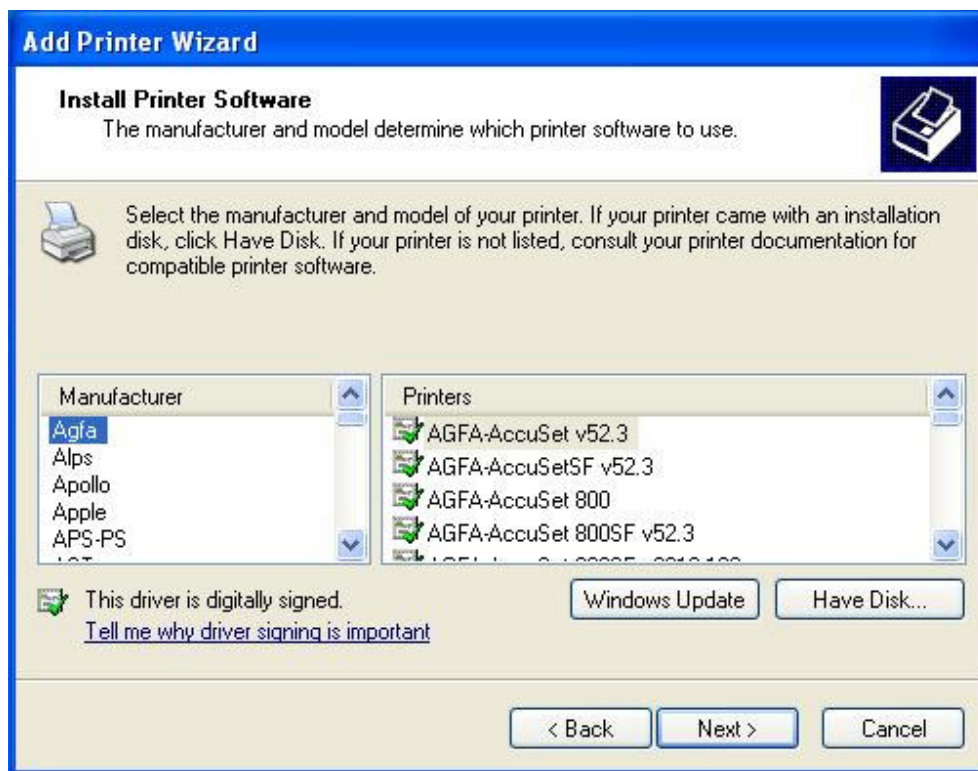 Add Printer Wizard
Install Printer Software
The manufacturer and model determine which printer software to use.
Select the manufacturer and model of your printer. If your printer came with an installation
disk, click Have Disk. If your printer is not listed, consult your printer documentation for
compatible printer software.
Manufacturer
Agfa
Alps
Apollo
Apple
APS-PS
Printers
AGFA-AccuSet v52.3
AGFA-AccuSetSF v52.3
AGFA-AccuSet 800
AGFA-AccuSet 800SF v52.3
This driver is digitally signed.
Tell me why driver signing is important
Windows Update
Have Disk...
< Back
Next >
Cancel